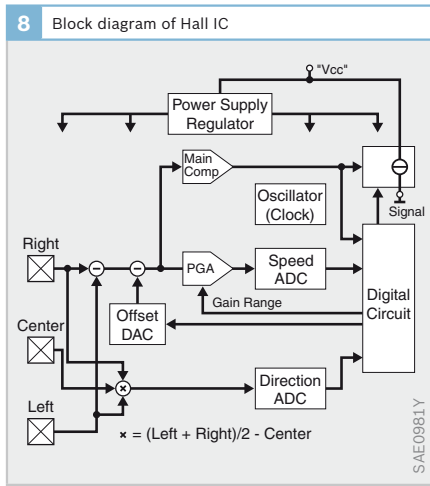 8 Block diagram of Hall IC
"Vcc"
Power Supply
Regulator
Main
Comp
Oscillator
(Clock)
Signal
Right
PGA
Speed
ADC
Gain Range
Digital
Circuit
Offset
DAC
Center
Direction
ADC
Left
× = (Left + Right)/2 - Center
SAE0981Y